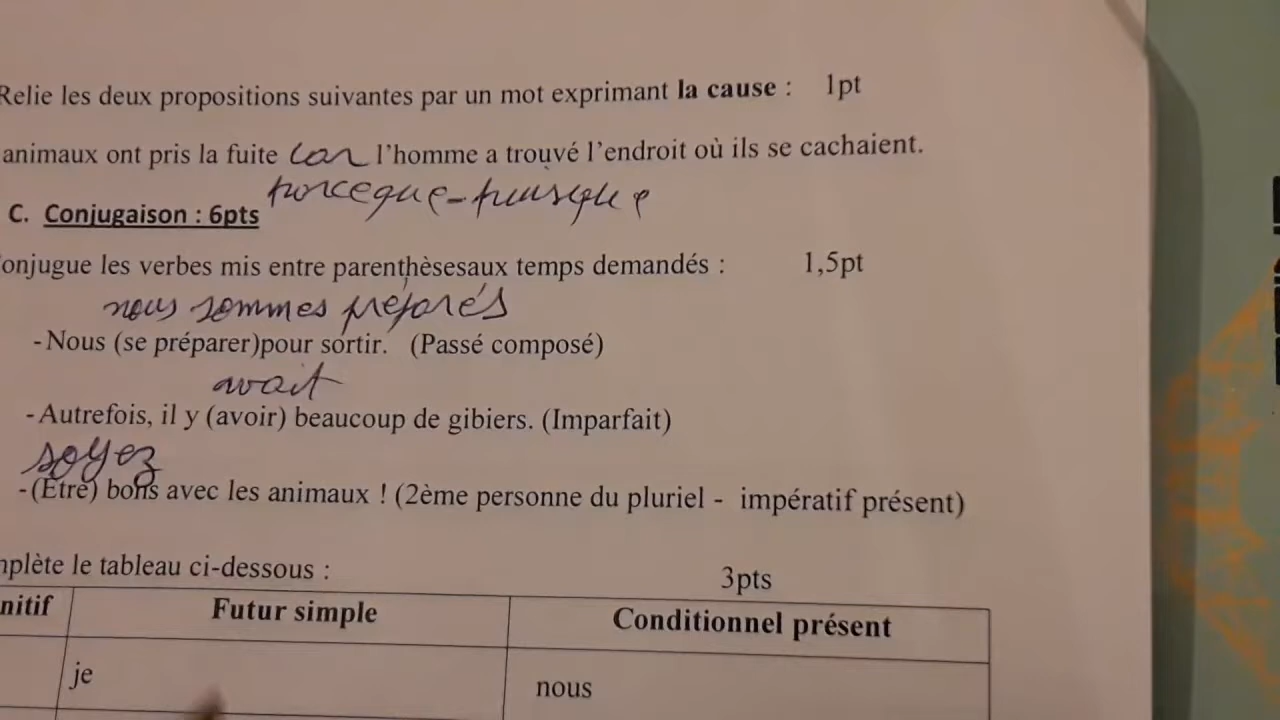 Relie les deux propositions suivantes par un mot exprimant la cause : 1pt
animaux ont pris la fuite car l'homme a trouvé l'endroit où ils se cachaient.
parceque-puisque
C. Conjugaison : 6pts
onjugue les verbes mis entre parenthèsesaux temps demandés : 1,5pt
nous sommes préparés
-Nous (se préparer)pour sortir. (Passé composé)
avait
-Autrefois, il y (avoir) beaucoup de gibiers. (Imparfait)
soyez
-(Etre) bons avec les animaux ! (2ème personne du pluriel - impératif présent)
mplète le tableau ci-dessous : 3pts
nitif Futur simple Conditionnel présent
je nous